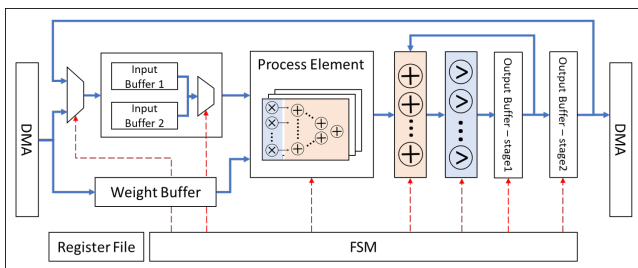 DMA
Input
Buffer 1
Input
Buffer 2
Weight Buffer
Process Element
Output Buffer – stage1
Output Buffer – stage2
DMA
Register File
FSM